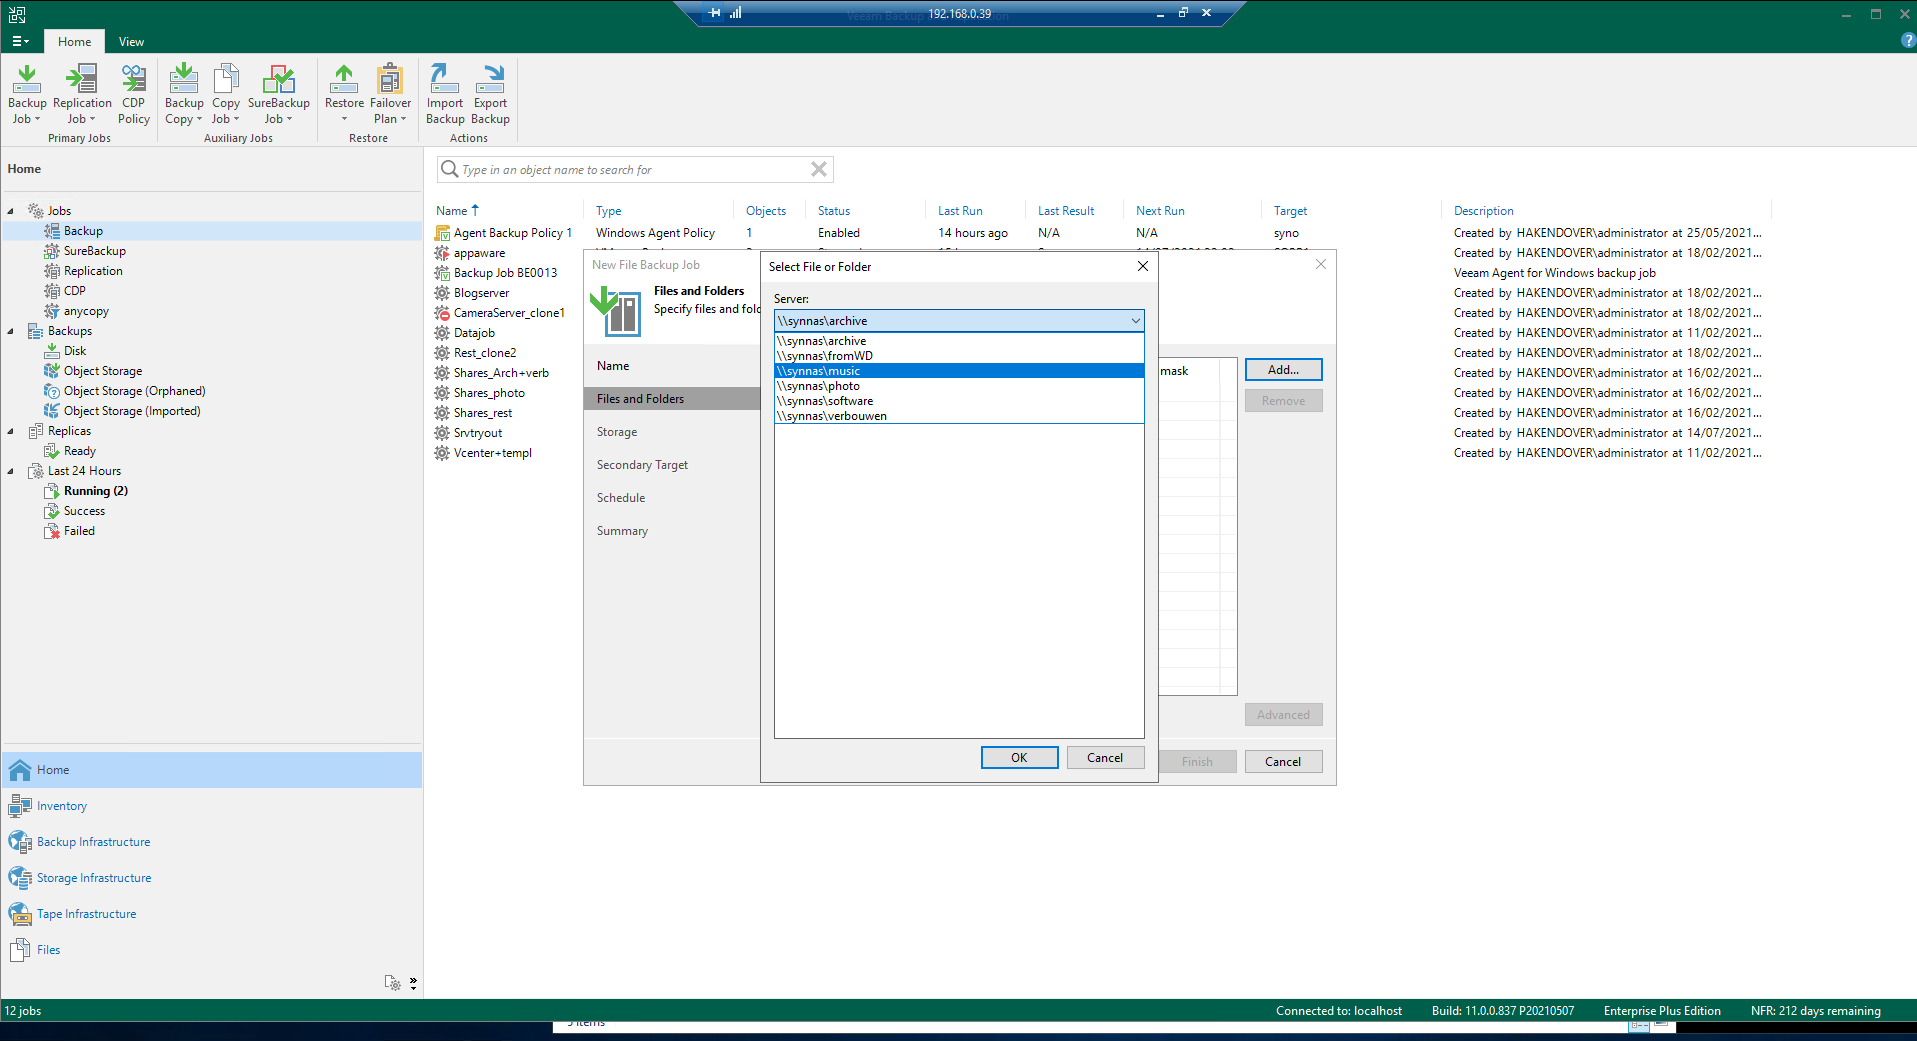 192.168.0.39
Home
View
Backup Job
Replication Job
CDP Policy
Primary Jobs
Backup Copy
Copy Job
SureBackup Job
Auxiliary Jobs
Restore
Failover Plan
Restore
Import Backup
Export Backup
Actions
Home
Jobs
Backup
SureBackup
Replication
CDP
anycopy
Backups
Disk
Object Storage
Object Storage (Orphaned)
Object Storage (Imported)
Replicas
Ready
Last 24 Hours
Running (2)
Success
Failed
Home
Inventory
Backup Infrastructure
Storage Infrastructure
Tape Infrastructure
Files
Type in an object name to search for
Name Type Objects Status Last Run Last Result Next Run Target Description
Agent Backup Policy 1 Windows Agent Policy 1 Enabled 14 hours ago N/A N/A syno Created by HAKENDOVER\administrator at 25/05/2021...
appaware Created by HAKENDOVER\administrator at 18/02/2021...
Backup Job BE0013 Veeam Agent for Windows backup job
Blogserver Created by HAKENDOVER\administrator at 18/02/2021...
CameraServer_clone1 Created by HAKENDOVER\administrator at 18/02/2021...
Datajob Created by HAKENDOVER\administrator at 11/02/2021...
Rest_clone2 Created by HAKENDOVER\administrator at 18/02/2021...
Shares_Arch+verb Created by HAKENDOVER\administrator at 16/02/2021...
Shares_photo Created by HAKENDOVER\administrator at 16/02/2021...
Shares_rest Created by HAKENDOVER\administrator at 16/02/2021...
Srvtryout Created by HAKENDOVER\administrator at 14/07/2021...
Vcenter+templ Created by HAKENDOVER\administrator at 11/02/2021...
New File Backup Job
Files and Folders
Specify files and
Name
Files and Folders
Storage
Secondary Target
Schedule
Summary
mask
Add...
Remove
Advanced
Finish
Cancel
Select File or Folder
Server:
\\synnas\archive
\\synnas\archive
\\synnas\fromWD
\\synnas\music
\\synnas\photo
\\synnas\software
\\synnas\verbouwen
OK
Cancel
12 jobs
Connected to: localhost
Build: 11.0.0.837 P20210507
Enterprise Plus Edition
NFR: 212 days remaining